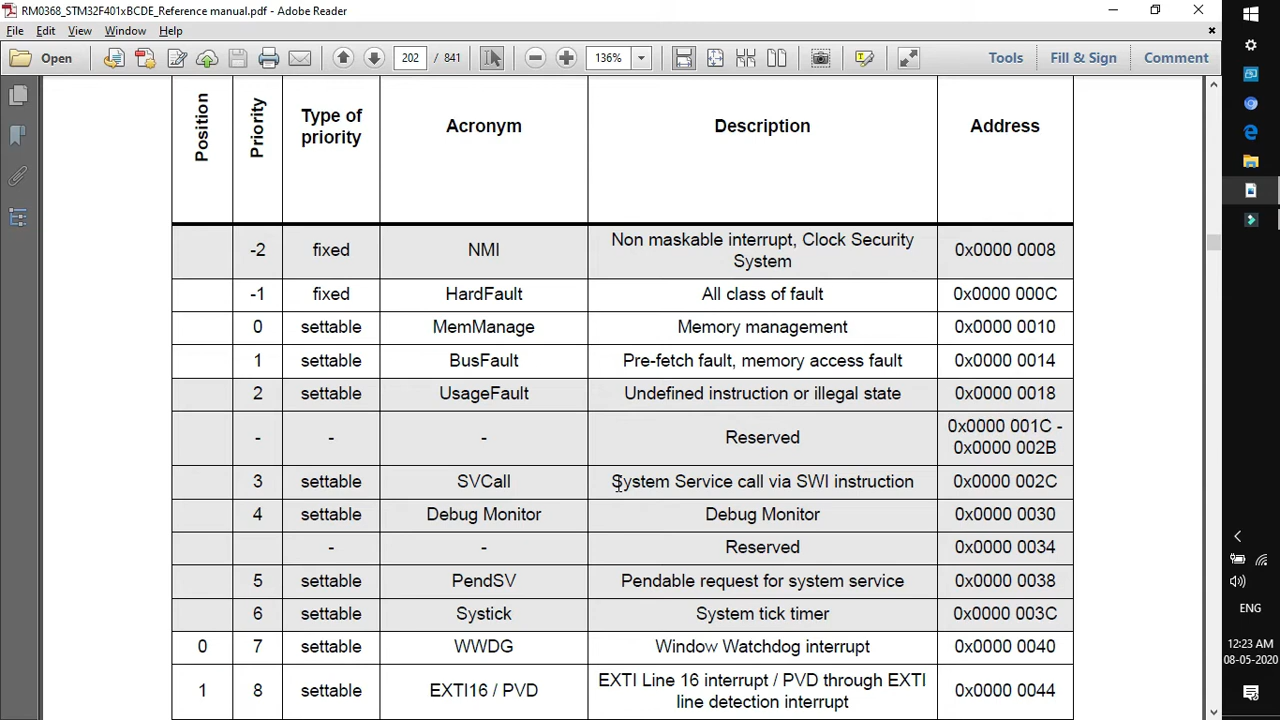 RM0368_STM32F401xBCDE_Reference manual.pdf - Adobe Reader
File Edit View Window Help
Open 202 / 841 136% Tools Fill & Sign Comment
Position Priority Type of priority Acronym Description Address
-2 fixed NMI Non maskable interrupt, Clock Security System 0x0000 0008
-1 fixed HardFault All class of fault 0x0000 000C
0 settable MemManage Memory management 0x0000 0010
1 settable BusFault Pre-fetch fault, memory access fault 0x0000 0014
2 settable UsageFault Undefined instruction or illegal state 0x0000 0018
- - - Reserved 0x0000 001C - 0x0000 002B
3 settable SVCall System Service call via SWI instruction 0x0000 002C
4 settable Debug Monitor Debug Monitor 0x0000 0030
- - Reserved 0x0000 0034
5 settable PendSV Pendable request for system service 0x0000 0038
6 settable Systick System tick timer 0x0000 003C
0 7 settable WWDG Window Watchdog interrupt 0x0000 0040
1 8 settable EXTI16 / PVD EXTI Line 16 interrupt / PVD through EXTI line detection interrupt 0x0000 0044
ENG
12:23 AM
08-05-2020